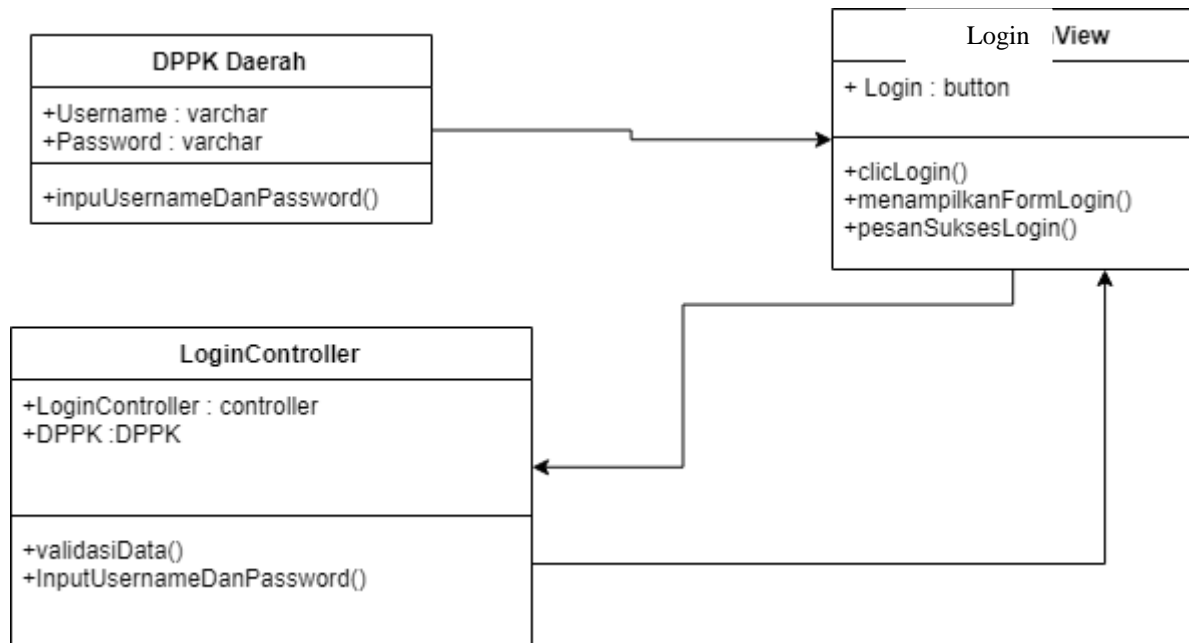 DPPK Daerah
+Username : varchar
+Password : varchar
+inpuUsernameDanPassword()
Login View
+ Login : button
+clicLogin()
+menampilkanFormLogin()
+pesanSuksesLogin()
LoginController
+LoginController : controller
+DPPK :DPPK
+validasiData()
+InputUsernameDanPassword()